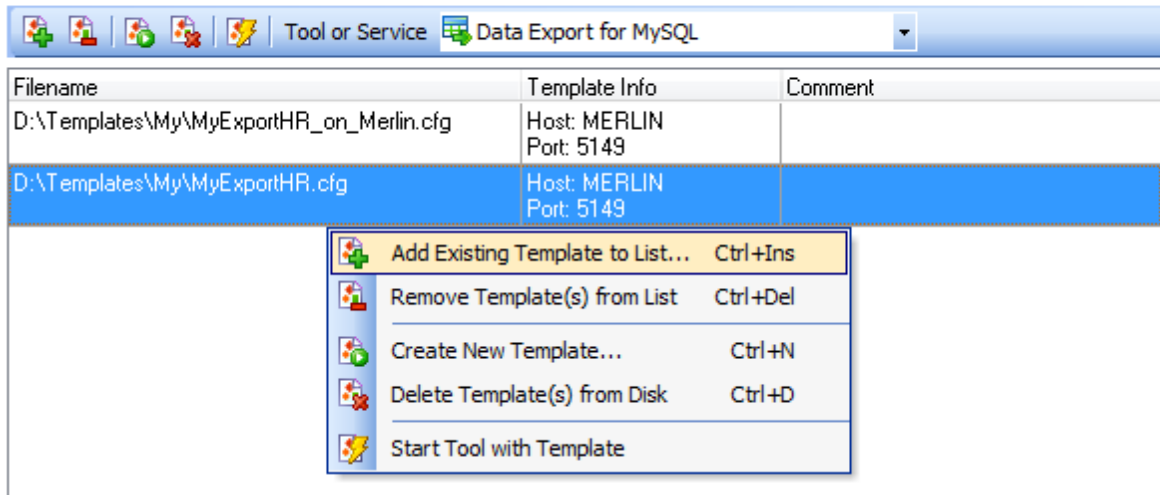 Tool or Service Data Export for MySQL
Filename Template Info Comment
D:\Templates\My\MyExportHR_on_Merlin.cfg Host: MERLIN
Port: 5149
D:\Templates\My\MyExportHR.cfg Host: MERLIN
Port: 5149
Add Existing Template to List... Ctrl+Ins
Remove Template(s) from List Ctrl+Del
Create New Template... Ctrl+N
Delete Template(s) from Disk Ctrl+D
Start Tool with Template